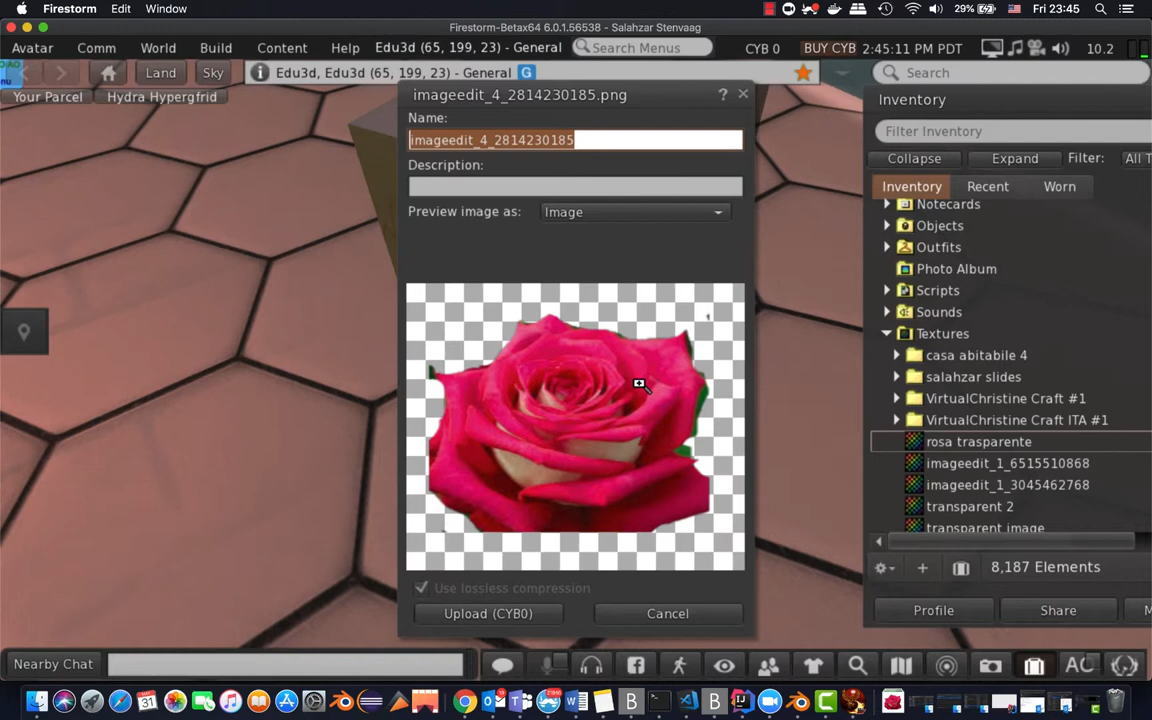 Firestorm Edit Window 29% Fri 23:45
Firestorm-Betax64 6.0.1.56538 - Salahzar Stenvaag
Avatar Comm World Build Content Help Edu3d (65, 199, 23) - General Search Menus CYB 0 BUY CYB 2:45:11 PM PDT 10.2
Land Sky Edu3d, Edu3d (65, 199, 23) - General G Search
Your Parcel Hydra Hypergfrid
imageedit_4_2814230185.png ?
Name:
imageedit_4_2814230185
Description:
Preview image as: Image
Use lossless compression
Upload (CYB0) Cancel
Inventory
Filter Inventory
Collapse Expand Filter: All T
Inventory Recent Worn
Notecards
Objects
Outfits
Photo Album
Scripts
Sounds
Textures
casa abitabile 4
salahzar slides
VirtualChristine Craft #1
VirtualChristine Craft ITA #1
rosa trasparente
imageedit_1_6515510868
imageedit_1_3045462768
transparent 2
transparent image
8,187 Elements
Profile Share M
Nearby Chat AO